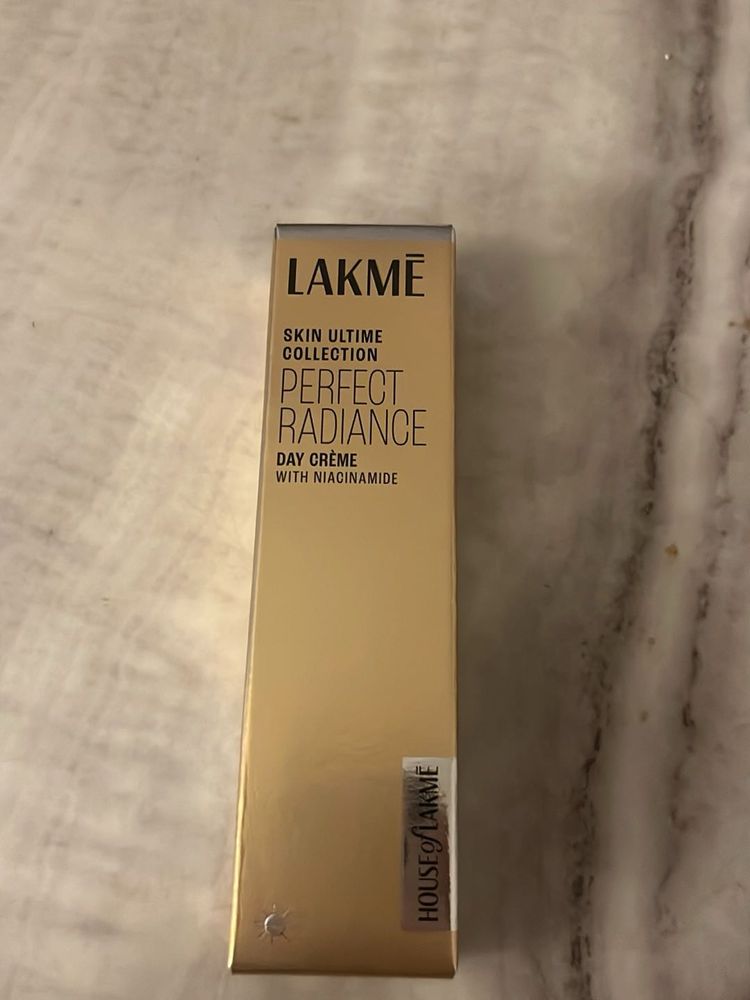 LAKMĒ
SKIN ULTIME
COLLECTION
PERFECT
RADIANCE
DAY CRÈME
WITH NIACINAMIDE
HOUSE of LAKMĒ